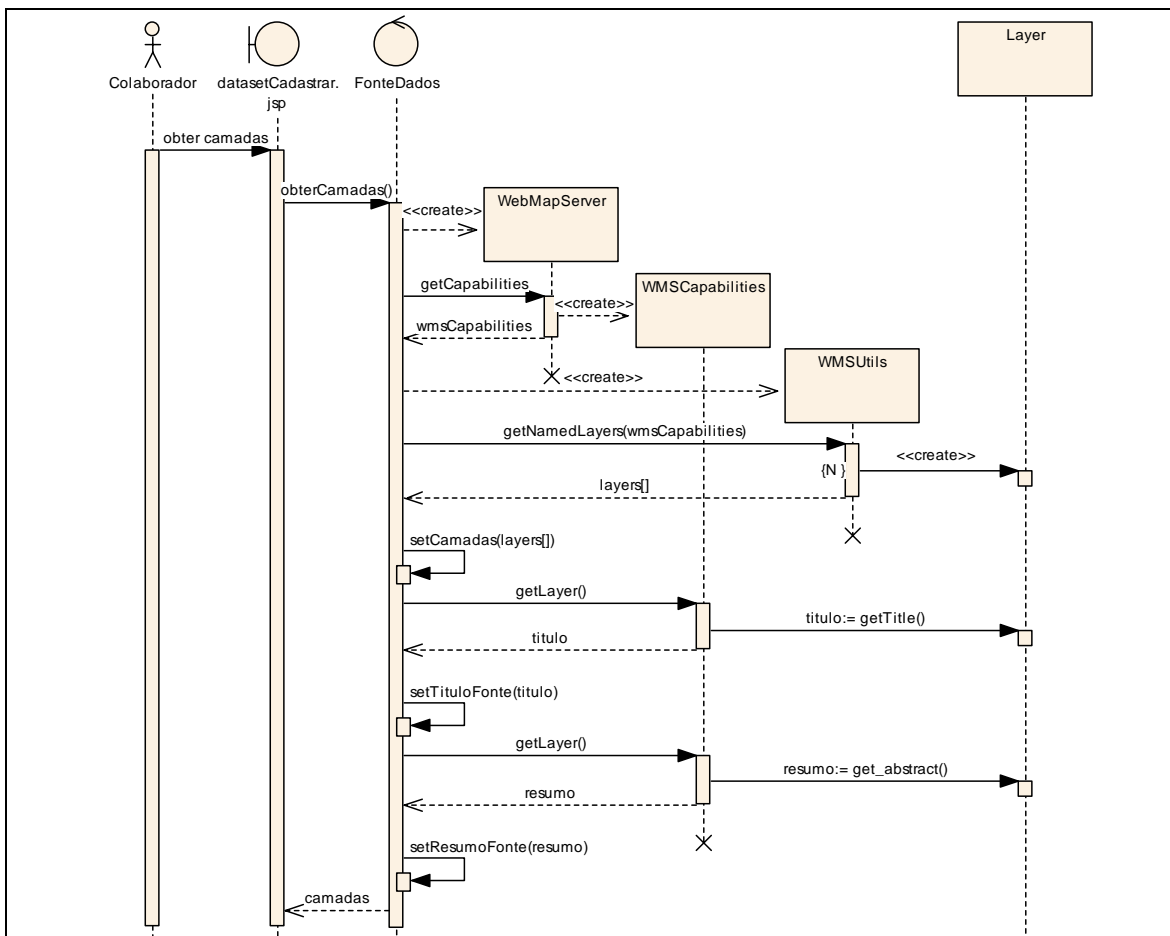 Colaborador
datasetCadastrar.
jsp
FonteDados
Layer
obter camadas
obterCamadas()
<<create>>
WebMapServer
getCapabilities
<<create>>
WMSCapabilities
wmsCapabilities
<<create>>
WMSUtils
getNamedLayers(wmsCapabilities)
<<create>>
{N }
layers[]
setCamadas(layers[])
getLayer()
titulo:= getTitle()
titulo
setTituloFonte(titulo)
getLayer()
resumo:= get_abstract()
resumo
setResumoFonte(resumo)
camadas